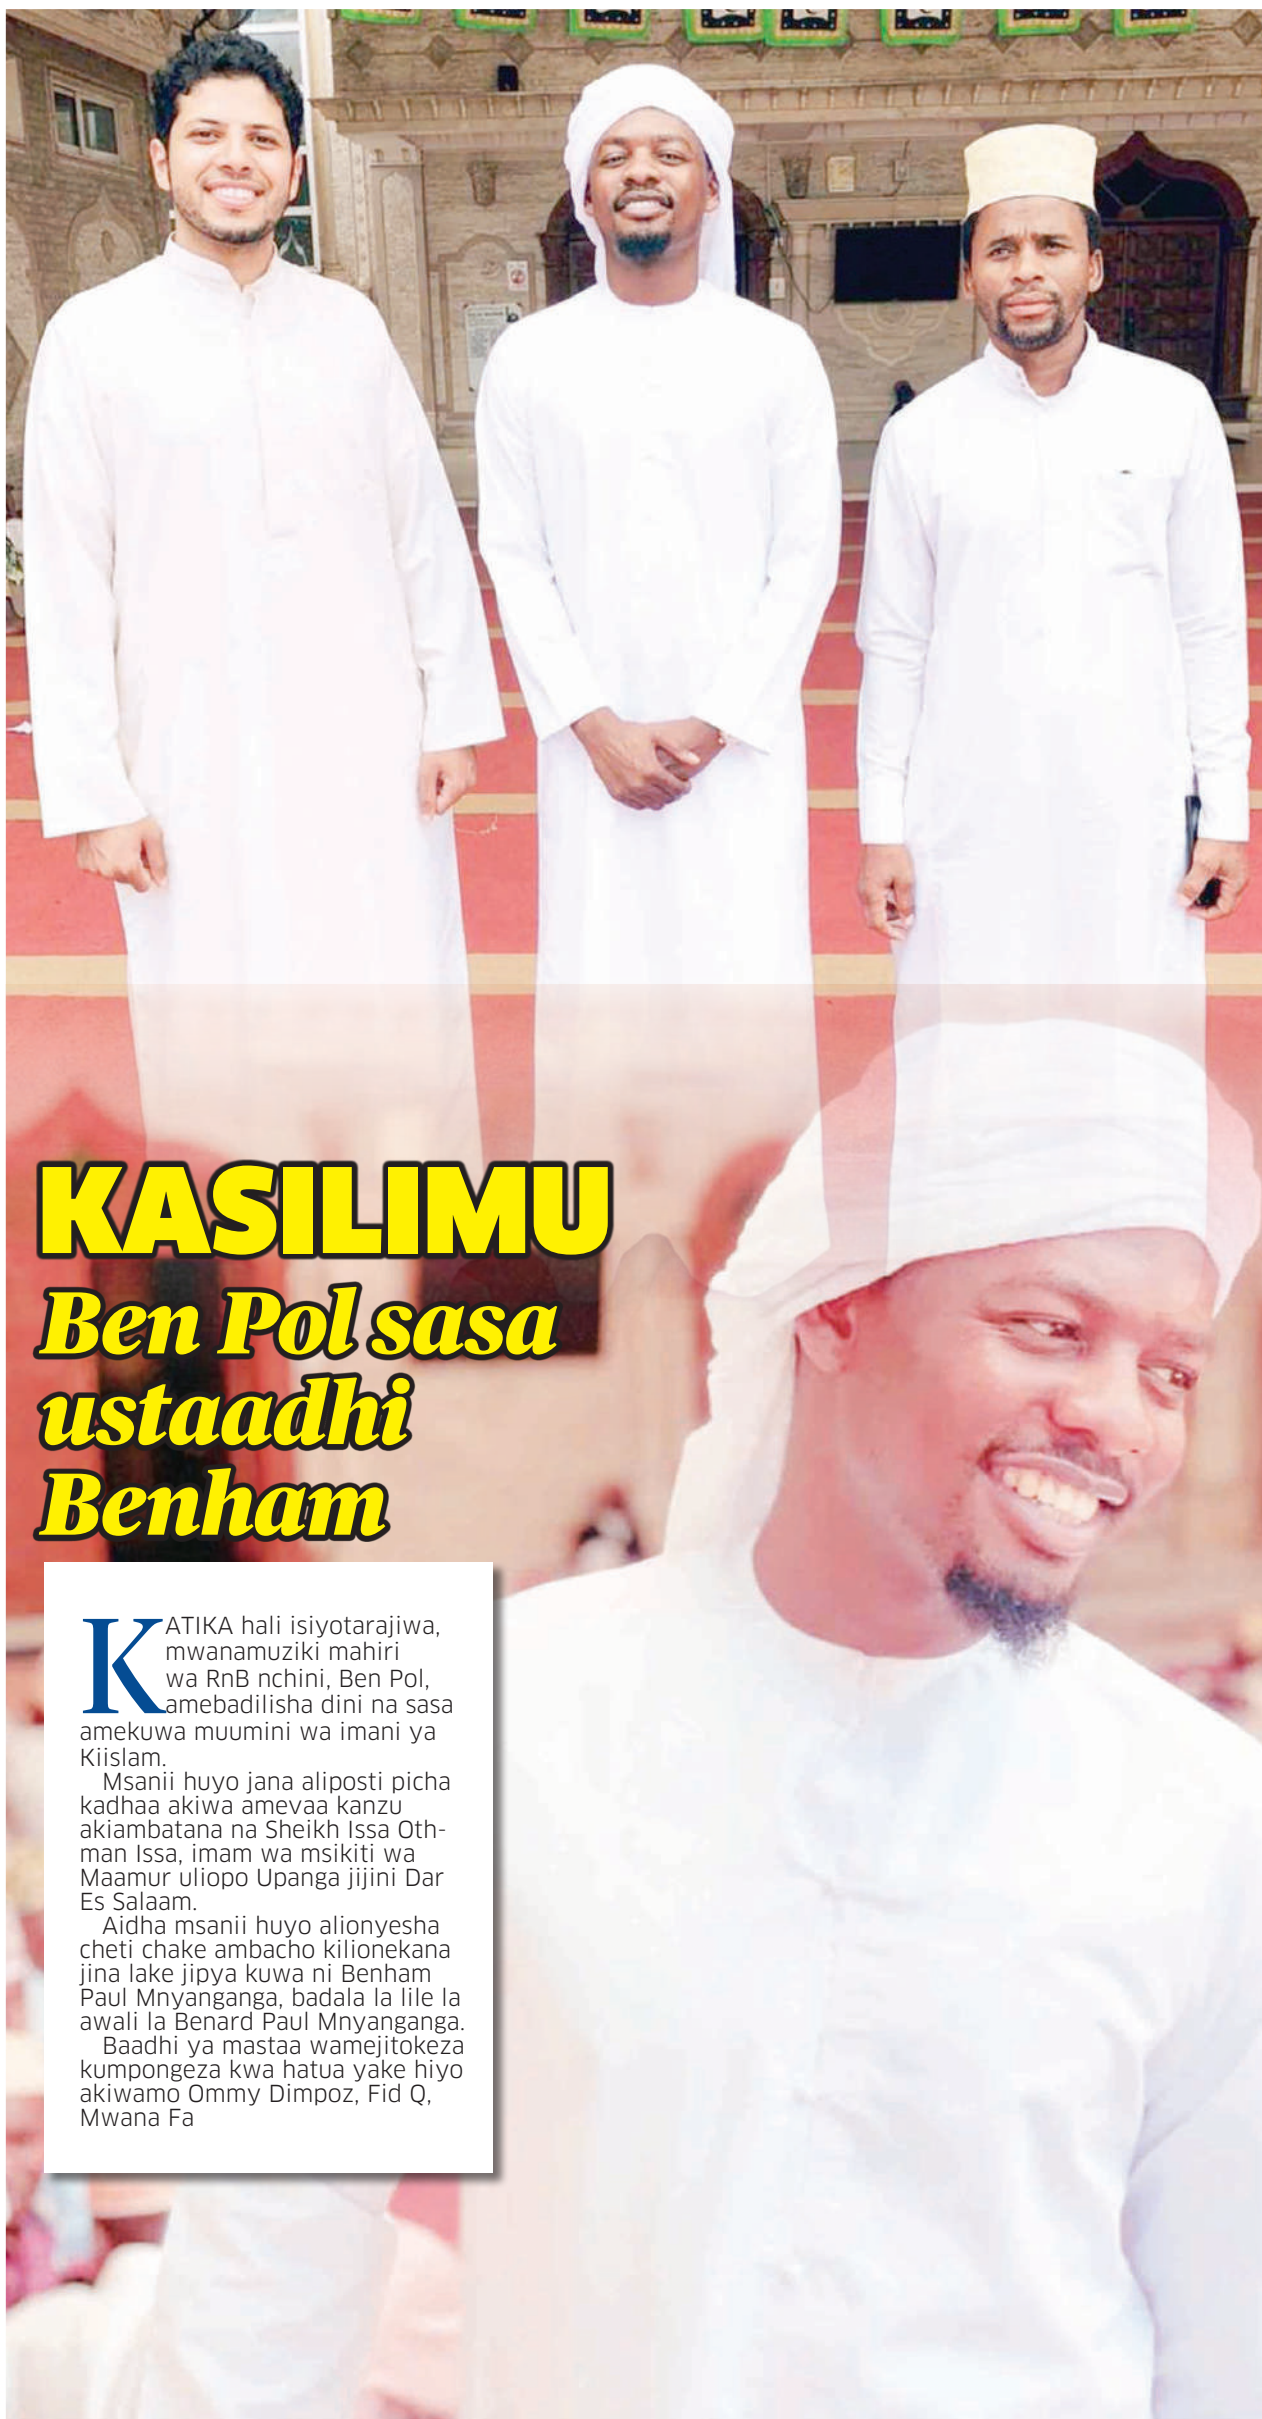 KASILIMU
Ben Pol sasa
ustaadhi
Benham
KATIKA hali isiyotarajiwa,
mwanamuziki mahiri
wa RnB nchini, Ben Pol,
amebadilisha dini na sasa
amekuwa muumini wa imani ya
Kiislam.
Msanii huyo jana aliposti picha
kadhaa akiwa amevaa kanzu
akiambatana na Sheikh Issa Oth-
man Issa, imam wa msikiti wa
Maamur uliopo Upanga jijini Dar
Es Salaam.
Aidha msanii huyo alionyesha
cheti chake ambacho kilionekana
jina lake jipya kuwa ni Benham
Paul Mnyanganga, badala la lile la
awali la Benard Paul Mnyanganga.
Baadhi ya mastaa wamejitokeza
kumpongeza kwa hatua yake hiyo
akiwamo Ommy Dimpoz, Fid Q,
Mwana Fa